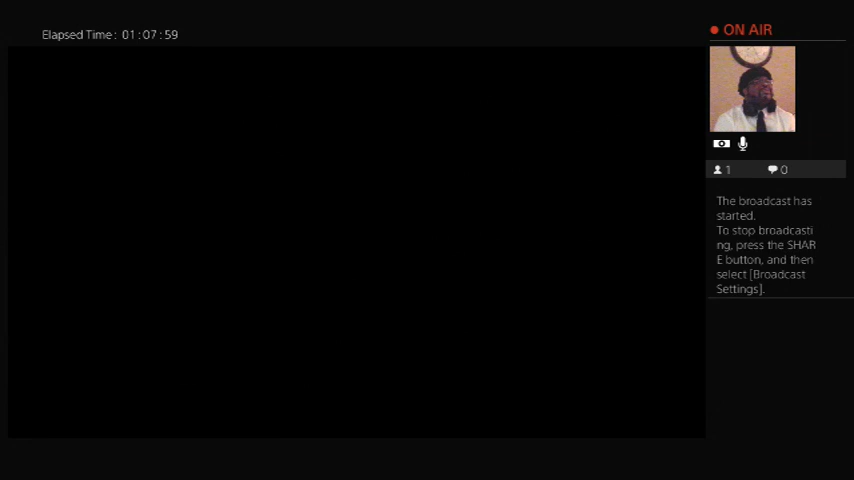 Elapsed Time : 01:07:59
ON AIR
1 0
The broadcast has
started.
To stop broadcasti
ng, press the SHAR
E button, and then
select [Broadcast
Settings].